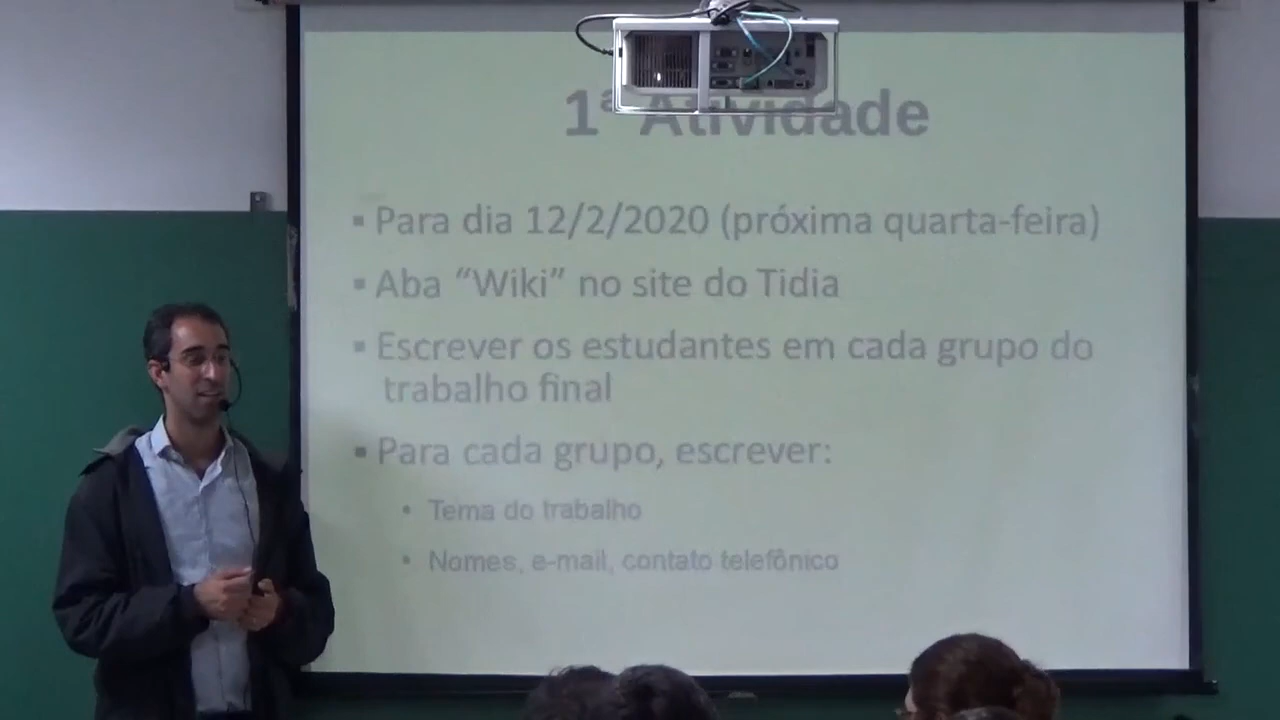 1ª Atividade
▪ Para dia 12/2/2020 (próxima quarta-feira)
▪ Aba “Wiki” no site do Tidia
▪ Escrever os estudantes em cada grupo do
trabalho final
▪ Para cada grupo, escrever:
• Tema do trabalho
• Nomes, e-mail, contato telefônico